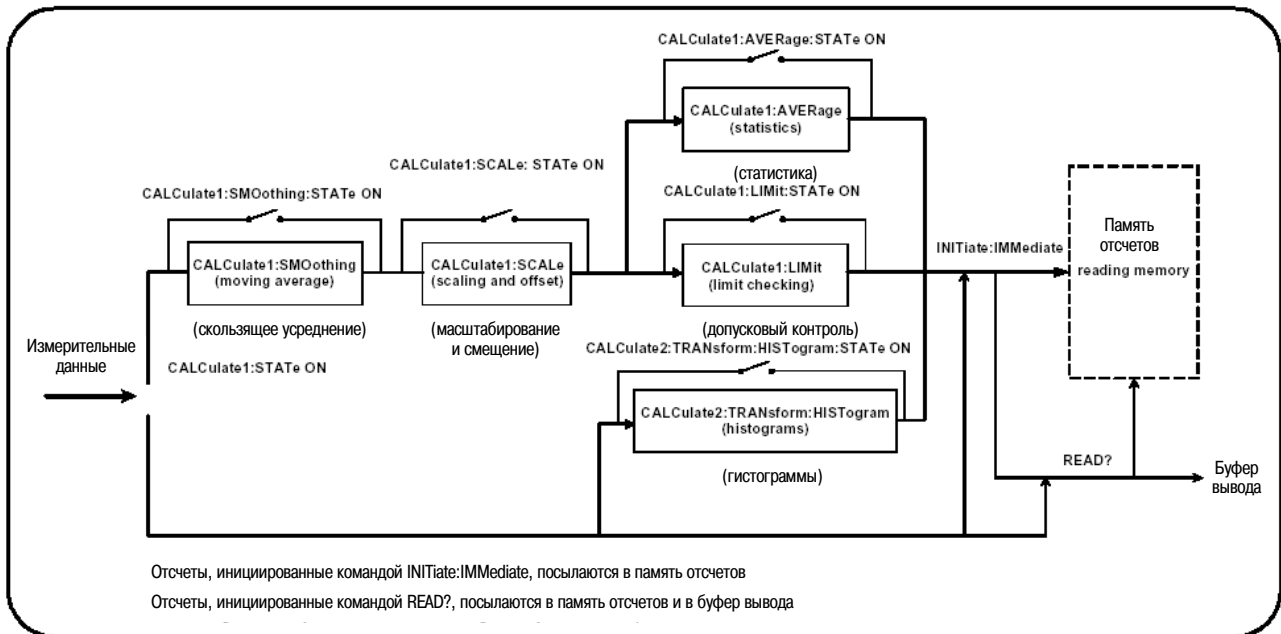 CALCulate1:AVERage:STATe ON
CALCulate1:AVERage
(statistics)
(статистика)
CALCulate1:SCALe: STATe ON
CALCulate1:SMOothing:STATe ON
CALCulate1:LIMit:STATe ON
CALCulate1:SMOothing
(moving average)
(скользящее усреднение)
CALCulate1:SCALe
(scaling and offset)
(масштабирование
и смещение)
CALCulate1:LIMit
(limit checking)
(допусковый контроль)
INITiate:IMMediate
Память
отсчетов
reading memory
Измерительные
данные
CALCulate1:STATe ON
CALCulate2:TRANsform:HISTogram:STATe ON
CALCulate2:TRANsform:HISTogram
(histograms)
(гистограммы)
READ?
Буфер
вывода
Отсчеты, инициированные командой INITiate:IMMediate, посылаются в память отсчетов
Отсчеты, инициированные командой READ?, посылаются в память отсчетов и в буфер вывода